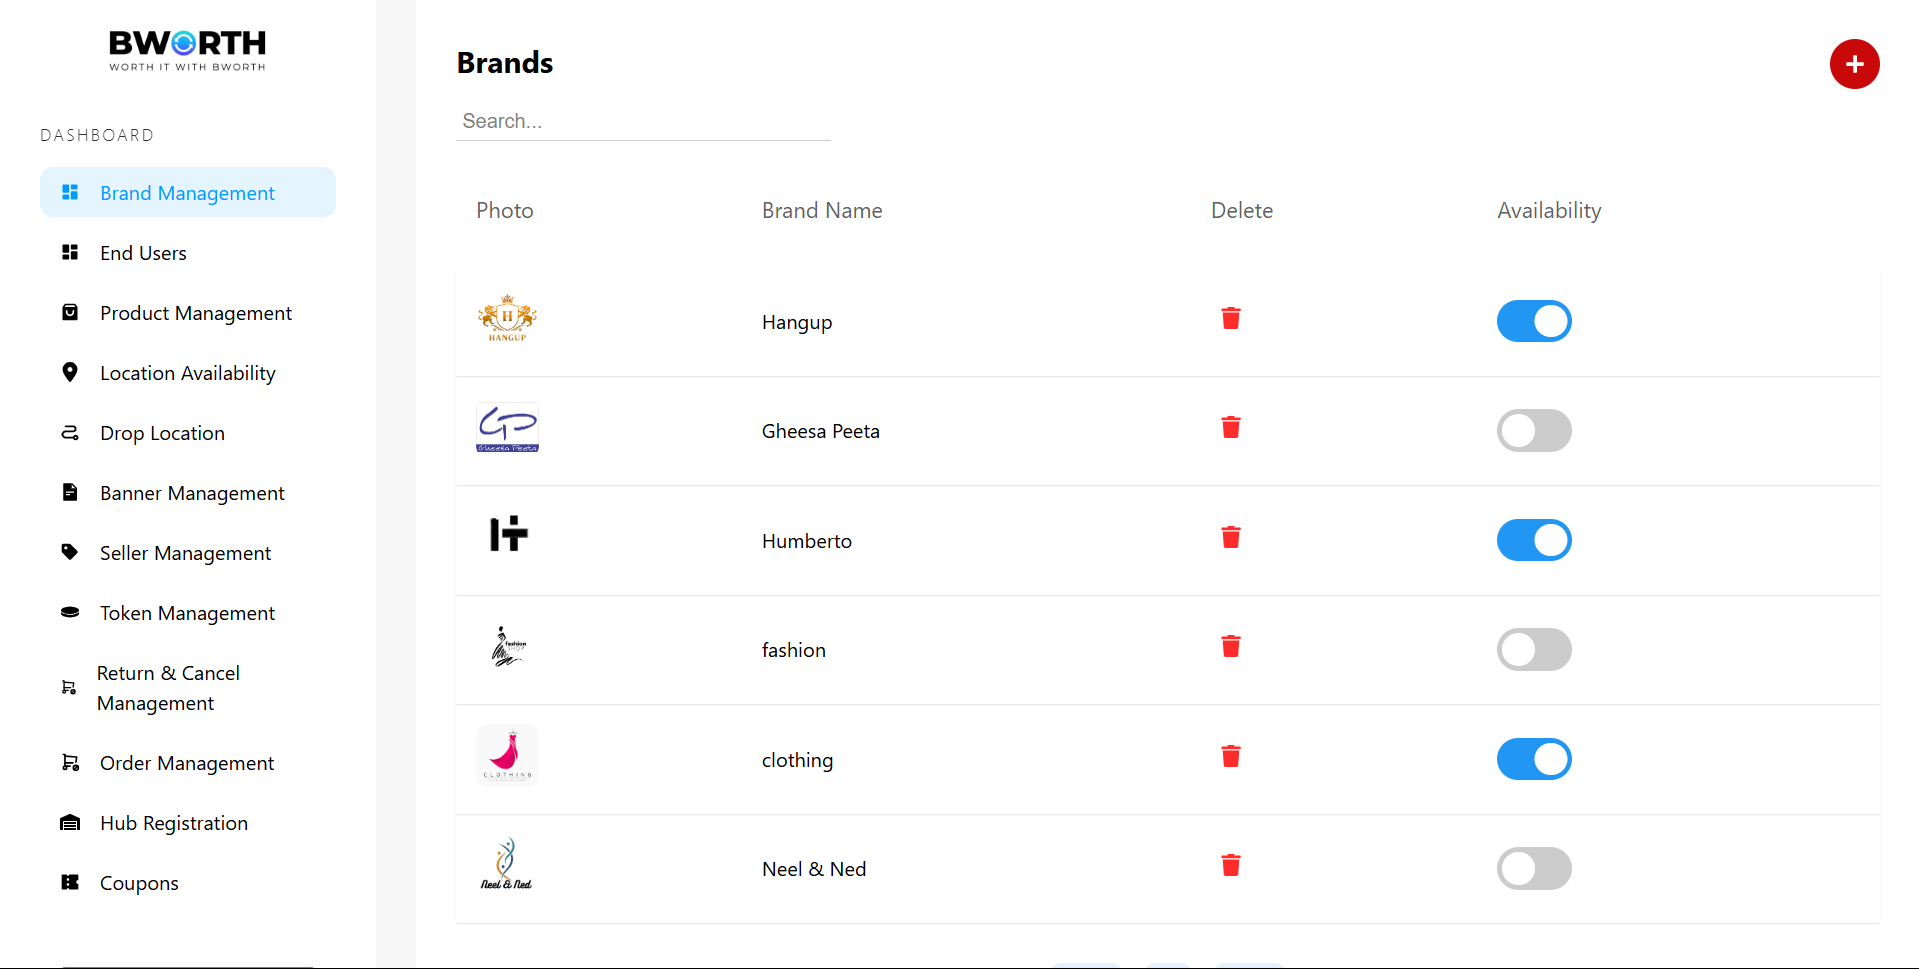 BWORTH
WORTH IT WITH BWORTH
DASHBOARD
Brand Management
End Users
Product Management
Location Availability
Drop Location
Banner Management
Seller Management
Token Management
Return & Cancel
Management
Order Management
Hub Registration
Coupons
Brands
Search...
Photo Brand Name Delete Availability
H
HANGUP
Hangup
GP
Gheesa Peeta
Gheesa Peeta
Humberto
fashion
SHOP
fashion
CLOTHING
clothing
Neel & Ned
Neel & Ned